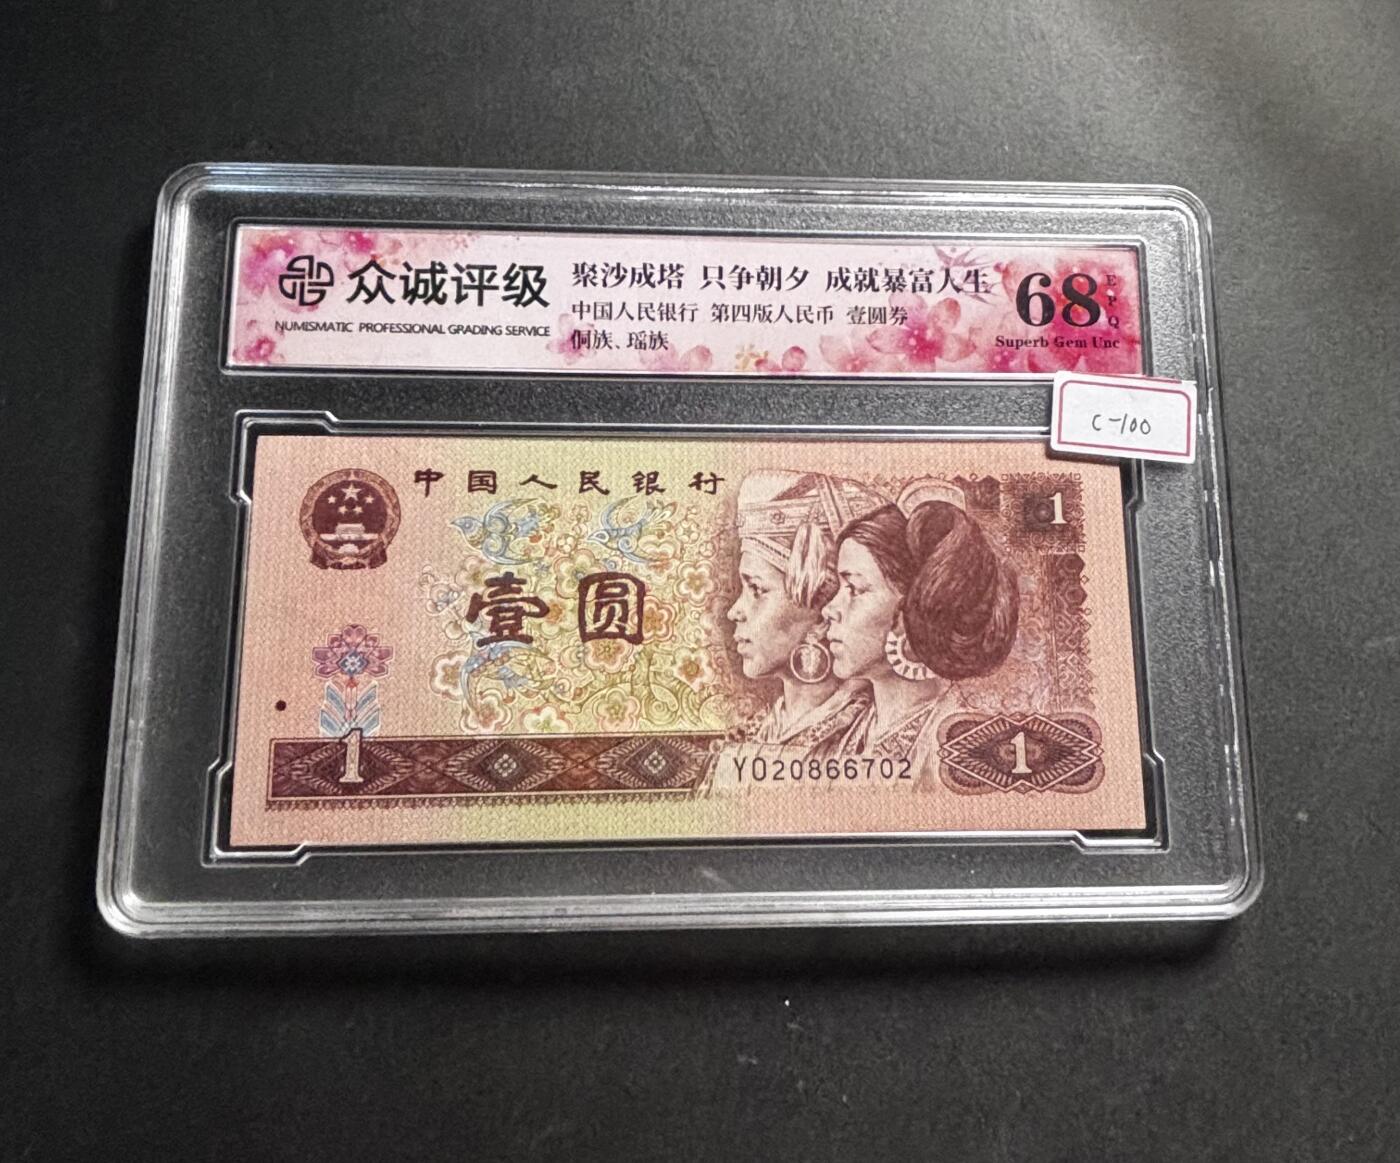 众诚评级
NUMISMATIC PROFESSIONAL GRADING SERVICE
聚沙成塔 只争朝夕 成就暴富人生
中国人民银行 第四版人民币 壹圆券
侗族、瑶族
68
EPQ
Superb Gem Unc
C-100
中国人民银行
1
壹圆
1
YO20866702
1